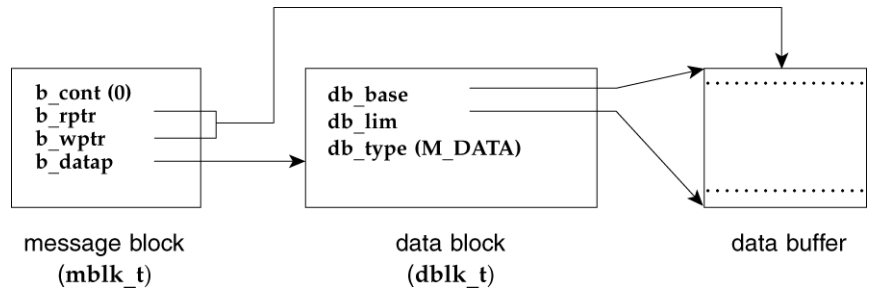 b_cont (0)
b_rptr
b_wptr
b_datap
db_base
db_lim
db_type (M_DATA)
message block
(mblk_t)
data block
(dblk_t)
data buffer